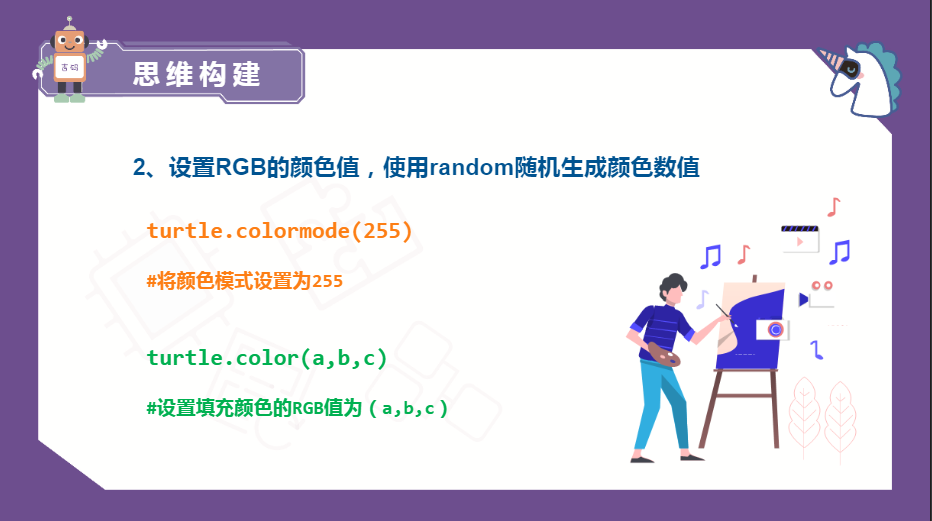 吉码
思维构建
2、设置RGB的颜色值，使用random随机生成颜色数值
turtle.colormode(255)
#将颜色模式设置为255
turtle.color(a,b,c)
#设置填充颜色的RGB值为（a,b,c）